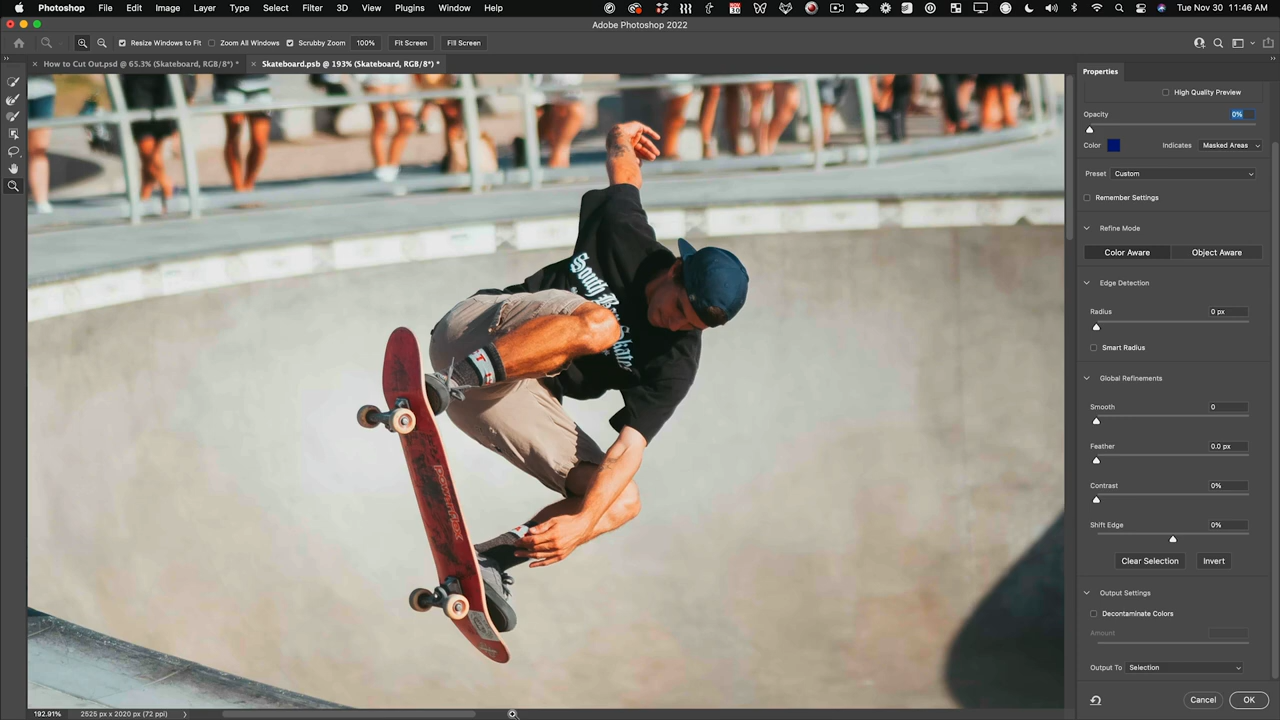 Photoshop File Edit Image Layer Type Select Filter 3D View Plugins Window Help Tue Nov 30 11:46 AM
Adobe Photoshop 2022
Resize Windows to Fit Zoom All Windows Scrubby Zoom 100% Fit Screen Fill Screen
How to Cut Out.psd @ 65.3% (Skateboard, RGB/8*) * Skateboard.psb @ 193% (Skateboard, RGB/8*) *
Properties
High Quality Preview
Opacity 0%
Color Indicates Masked Areas
Preset Custom
Remember Settings
Refine Mode
Color Aware Object Aware
Edge Detection
Radius 0 px
Smart Radius
Global Refinements
Smooth 0
Feather 0.0 px
Contrast 0%
Shift Edge 0%
Clear Selection Invert
Output Settings
Decontaminate Colors
Amount
Output To Selection
Cancel OK
South Bay Skates
192.91% 2525 px x 2020 px (72 ppi)